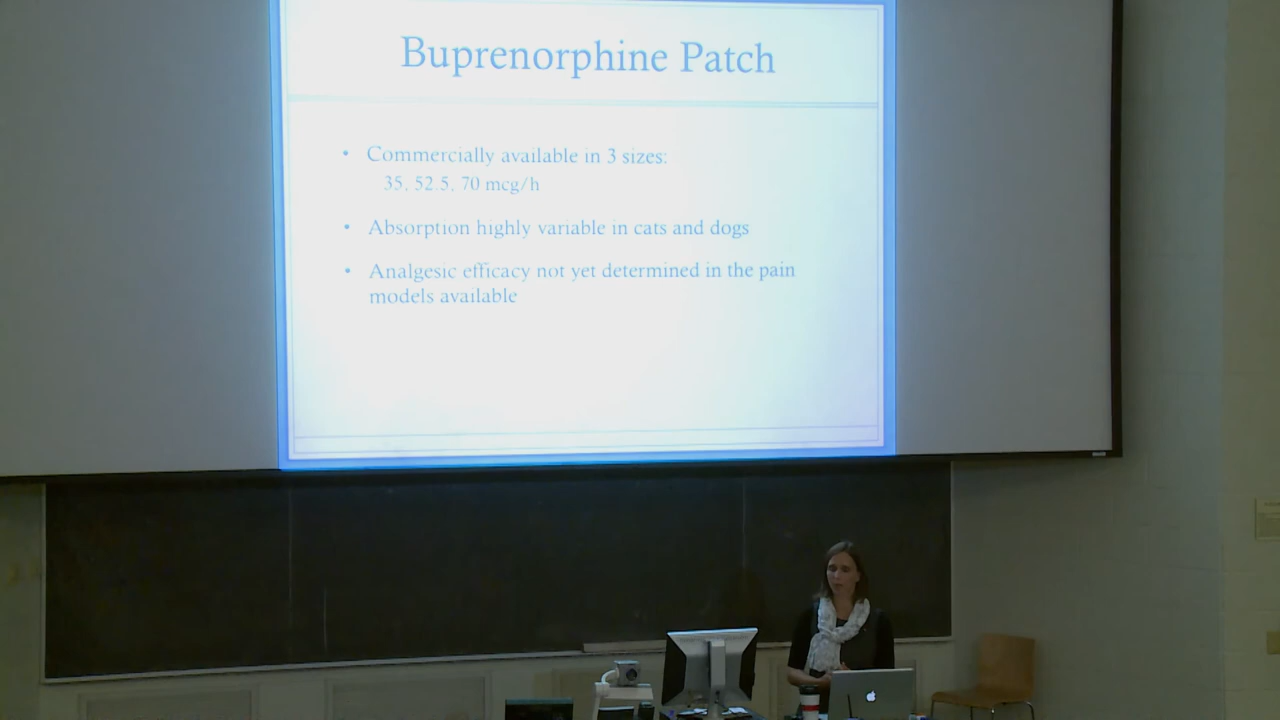 Buprenorphine Patch
• Commercially available in 3 sizes:
35, 52.5, 70 mcg/h
• Absorption highly variable in cats and dogs
• Analgesic efficacy not yet determined in the pain
models available